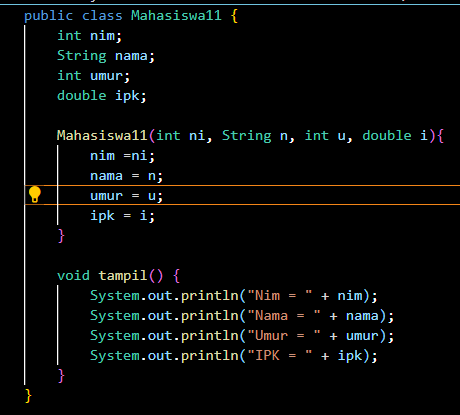 public class Mahasiswa11 {
    int nim;
    String nama;
    int umur;
    double ipk;

    Mahasiswa11(int ni, String n, int u, double i){
        nim =ni;
        nama = n;
        umur = u;
        ipk = i;
    }

    void tampil() {
        System.out.println("Nim = " + nim);
        System.out.println("Nama = " + nama);
        System.out.println("Umur = " + umur);
        System.out.println("IPK = " + ipk);
    }
}